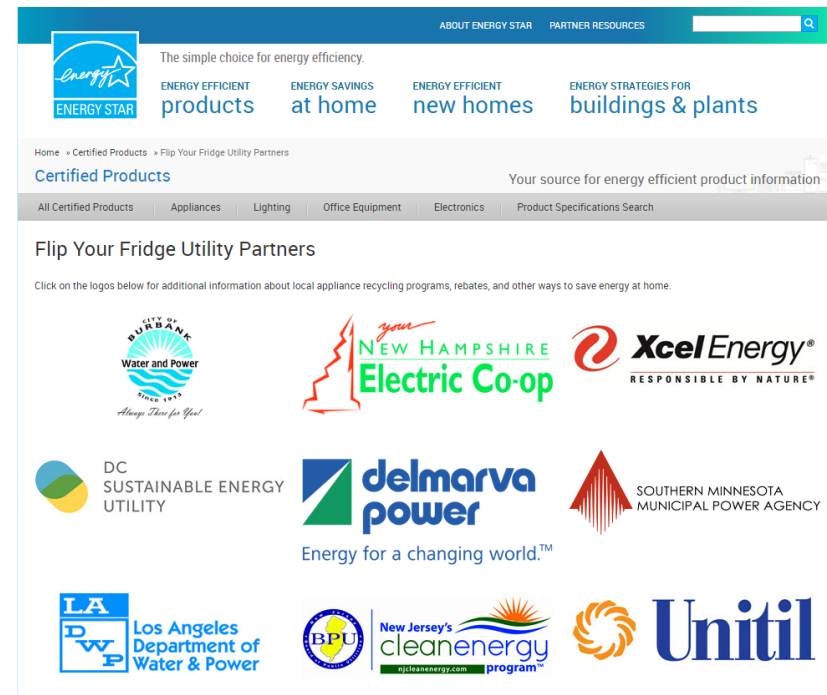 ABOUT ENERGY STAR PARTNER RESOURCES
energy
ENERGY STAR
The simple choice for energy efficiency.
ENERGY EFFICIENT
products
ENERGY SAVINGS
at home
ENERGY EFFICIENT
new homes
ENERGY STRATEGIES FOR
buildings & plants
Home » Certified Products » Flip Your Fridge Utility Partners
Certified Products
Your source for energy efficient product information
All Certified Products Appliances Lighting Office Equipment Electronics Product Specifications Search
Flip Your Fridge Utility Partners
Click on the logos below for additional information about local appliance recycling programs, rebates, and other ways to save energy at home.
CITY OF
BURBANK
Water and Power
Since 1913
Always There for You!
your
NEW HAMPSHIRE
Electric Co-op
Xcel Energy®
RESPONSIBLE BY NATURE®
DC
SUSTAINABLE ENERGY
UTILITY
delmarva
power
Energy for a changing world.™
SOUTHERN MINNESOTA
MUNICIPAL POWER AGENCY
LA
DWP
Los Angeles
Department of
Water & Power
BPU
New Jersey's
cleanenergy
njcleanenergy.com program™
Unitil